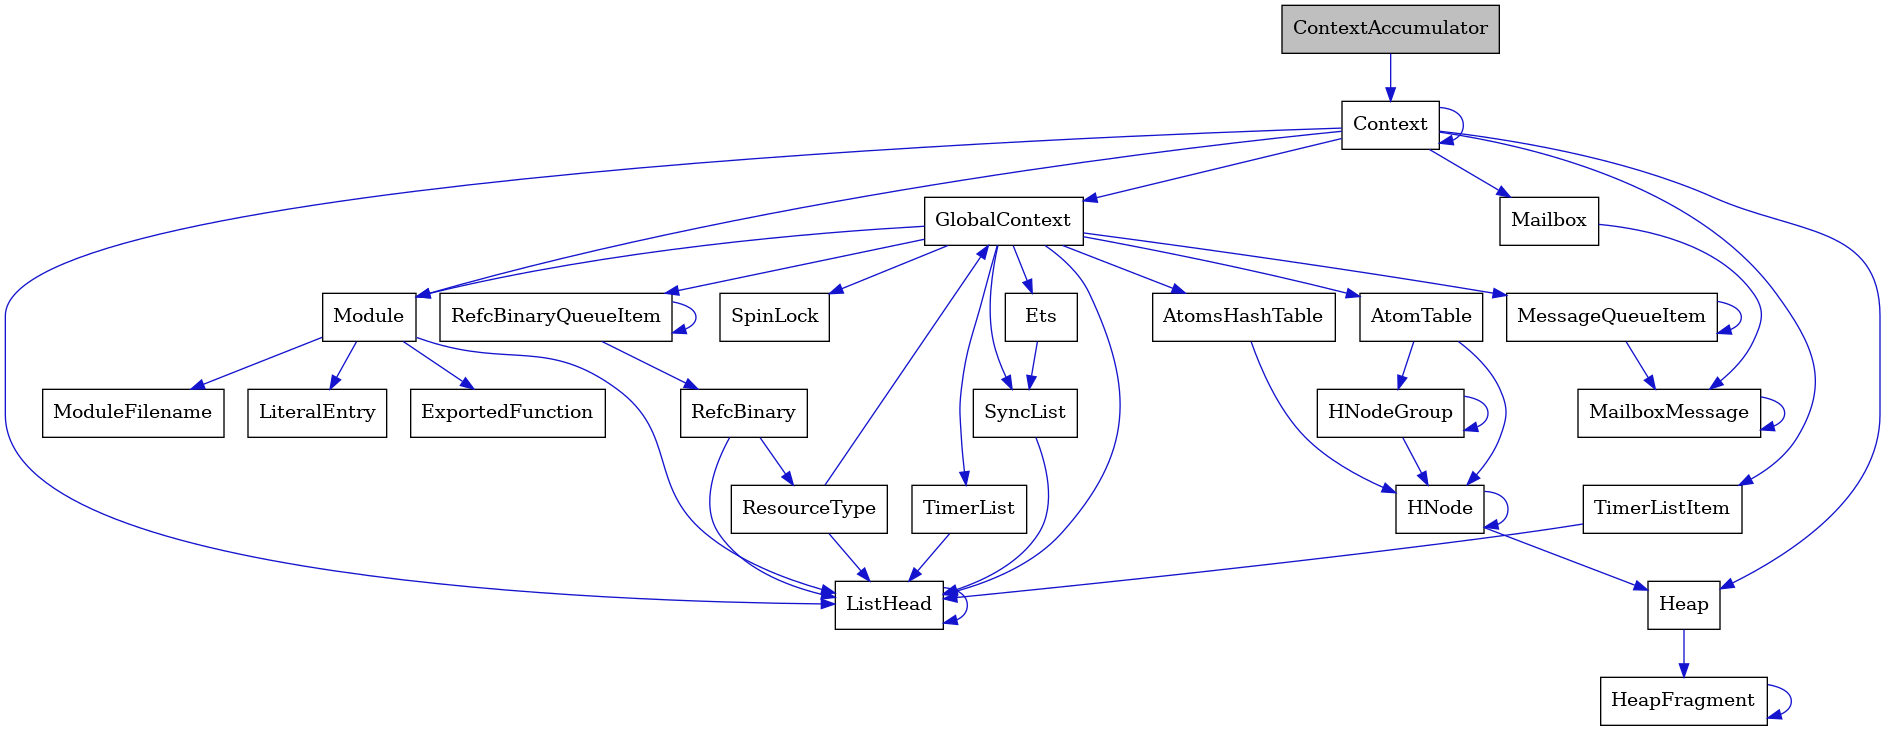 ContextAccumulator
Context
GlobalContext
Mailbox
Module
RefcBinaryQueueItem
SpinLock
Ets
AtomsHashTable
AtomTable
MessageQueueItem
ModuleFilename
LiteralEntry
ExportedFunction
RefcBinary
SyncList
HNodeGroup
MailboxMessage
ResourceType
TimerList
HNode
TimerListItem
ListHead
Heap
HeapFragment